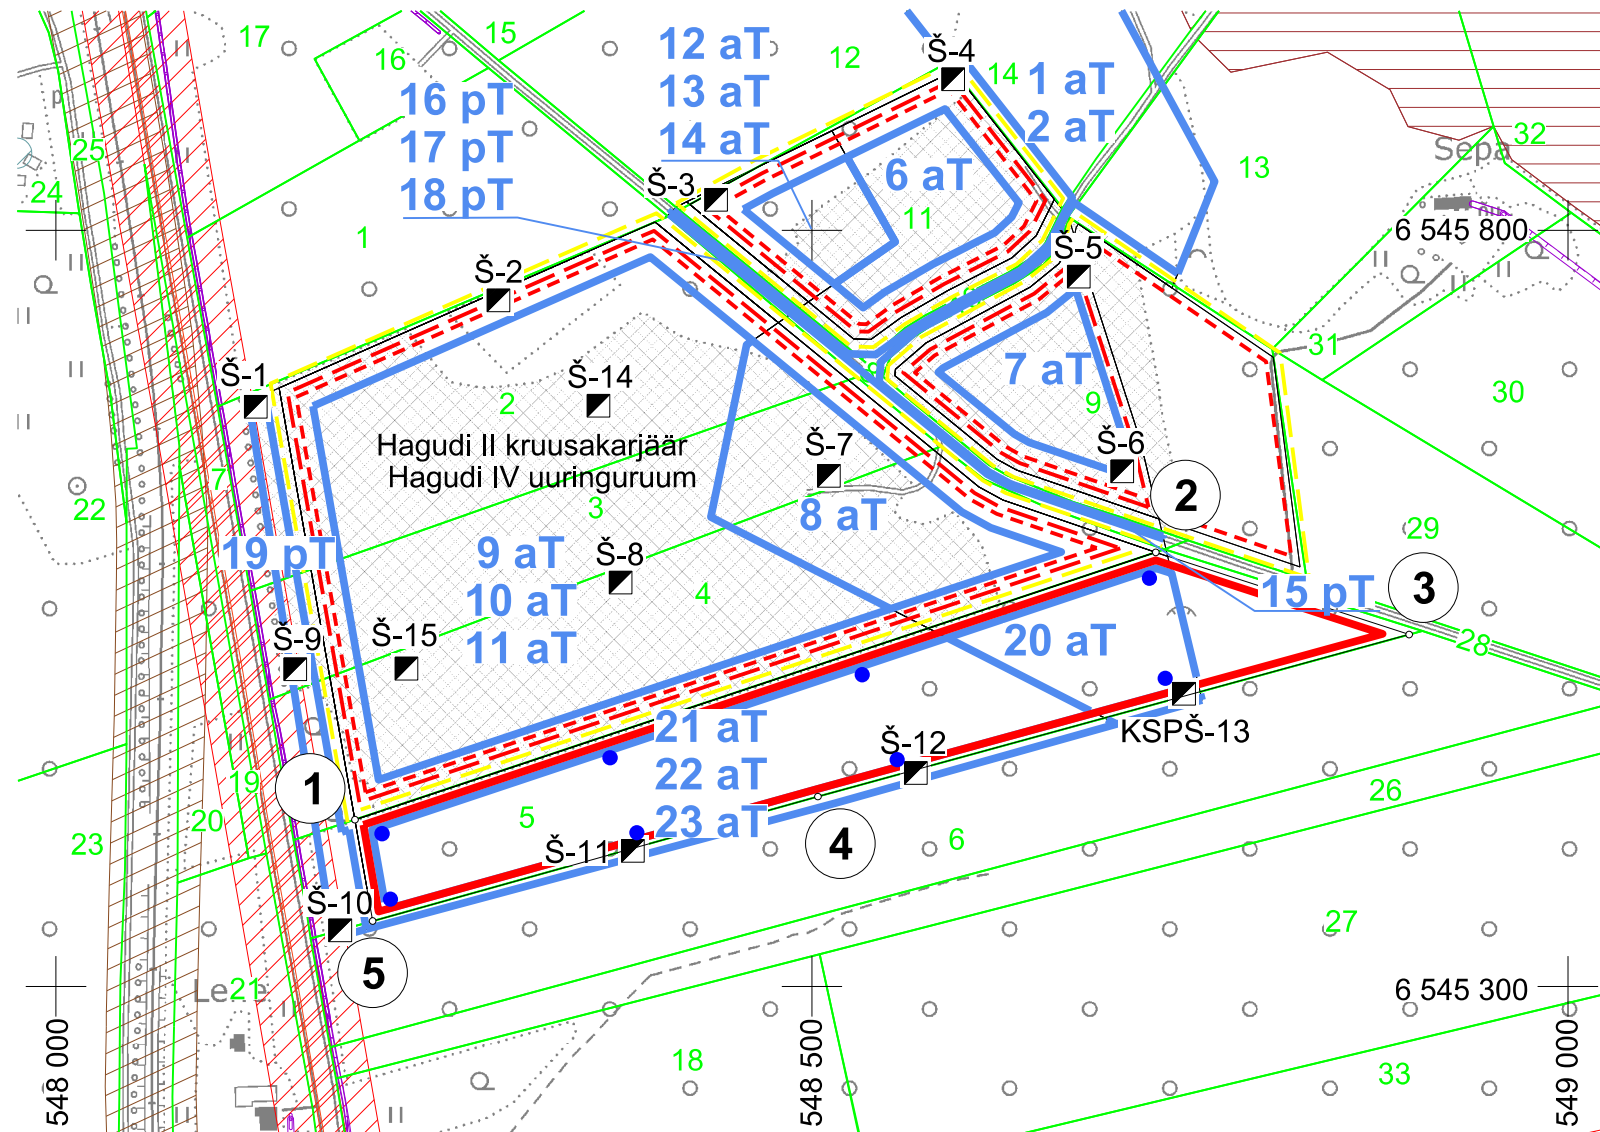 17
15
16
12 aT
13 aT
14 aT
12
Š-4
14
1 aT
2 aT
16 pT
17 pT
18 pT
25
24
32
Sepa
13
Š-3
6 aT
11
1
6 545 800
Š-2
Š-5
10
31
Š-1
Š-14
2
7 aT
9
8
30
Hagudi II kruusakarjäär
Hagudi IV uuringuruum
Š-7
Š-6
7
22
3
8 aT
2
29
19 pT
9 aT
10 aT
11 aT
Š-8
4
15 pT
3
Š-9
Š-15
20 aT
28
21 aT
22 aT
23 aT
KSPŠ-13
Š-12
1
19
20
23
5
26
Š-11
4
6
Š-10
27
5
21
6 545 300
18
33
548 000
548 500
549 000